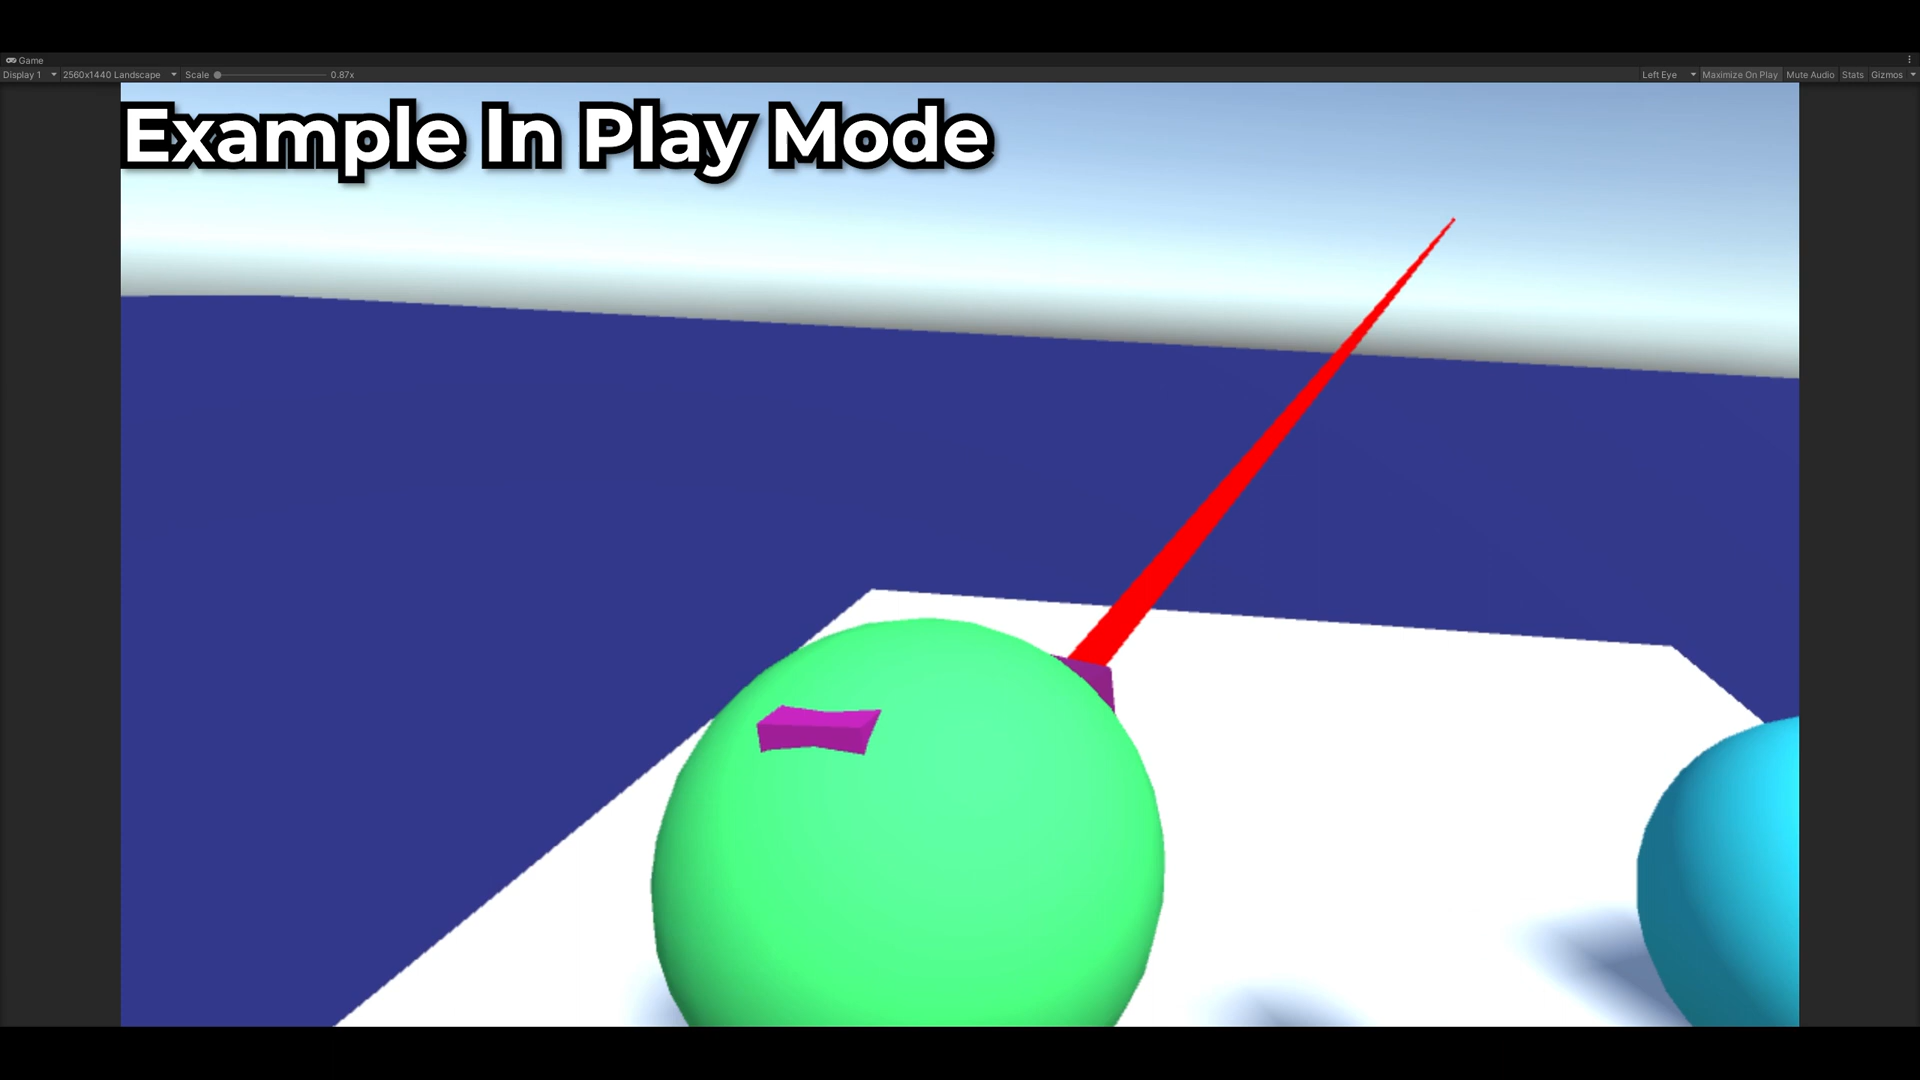 Game
Display 1 2560x1440 Landscape Scale 0.87x Left Eye Maximize On Play Mute Audio Stats Gizmos
Example In Play Mode